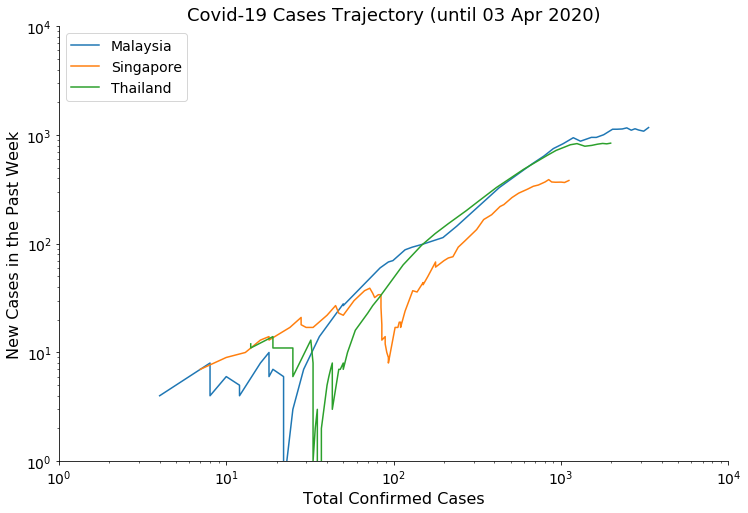 Covid-19 Cases Trajectory (until 03 Apr 2020)
Malaysia
Singapore
Thailand
New Cases in the Past Week
10⁴
10³
10²
10¹
10⁰
10⁰ 10¹ 10² 10³ 10⁴
Total Confirmed Cases